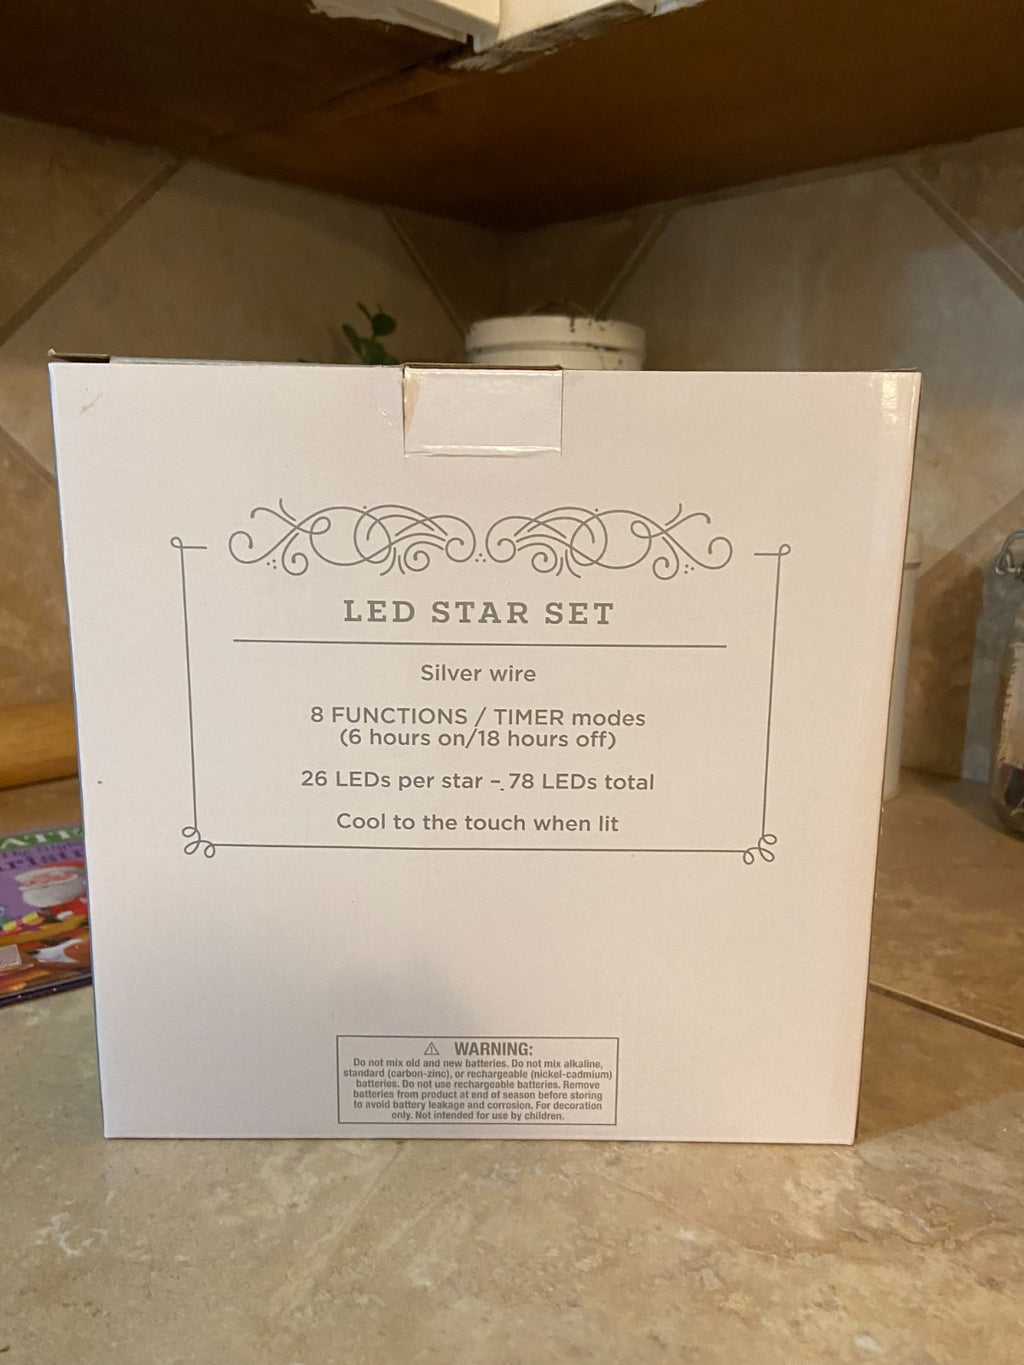 LED STAR SET
Silver wire
8 FUNCTIONS / TIMER modes
(6 hours on/18 hours off)
26 LEDs per star – 78 LEDs total
Cool to the touch when lit
⚠ WARNING:
Do not mix old and new batteries. Do not mix alkaline,
standard (carbon-zinc), or rechargeable (nickel-cadmium)
batteries. Do not use rechargeable batteries. Remove
batteries from product at end of season before storing
to avoid battery leakage and corrosion. For decoration
only. Not intended for use by children.